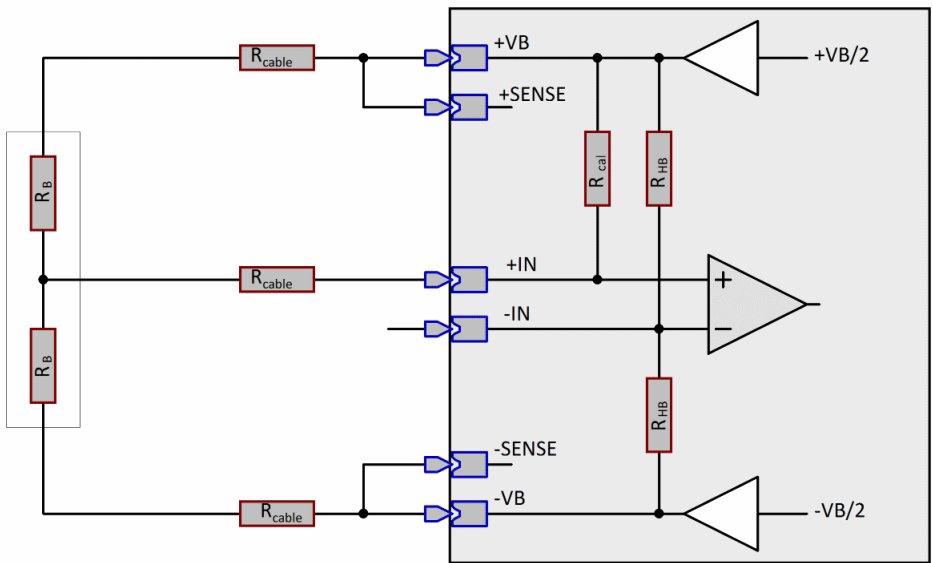 +VB
+VB/2
Rcable
+SENSE
RB
Rcal
RHB
+IN
Rcable
+
-IN
−
RB
RHB
-SENSE
-VB
-VB/2
Rcable